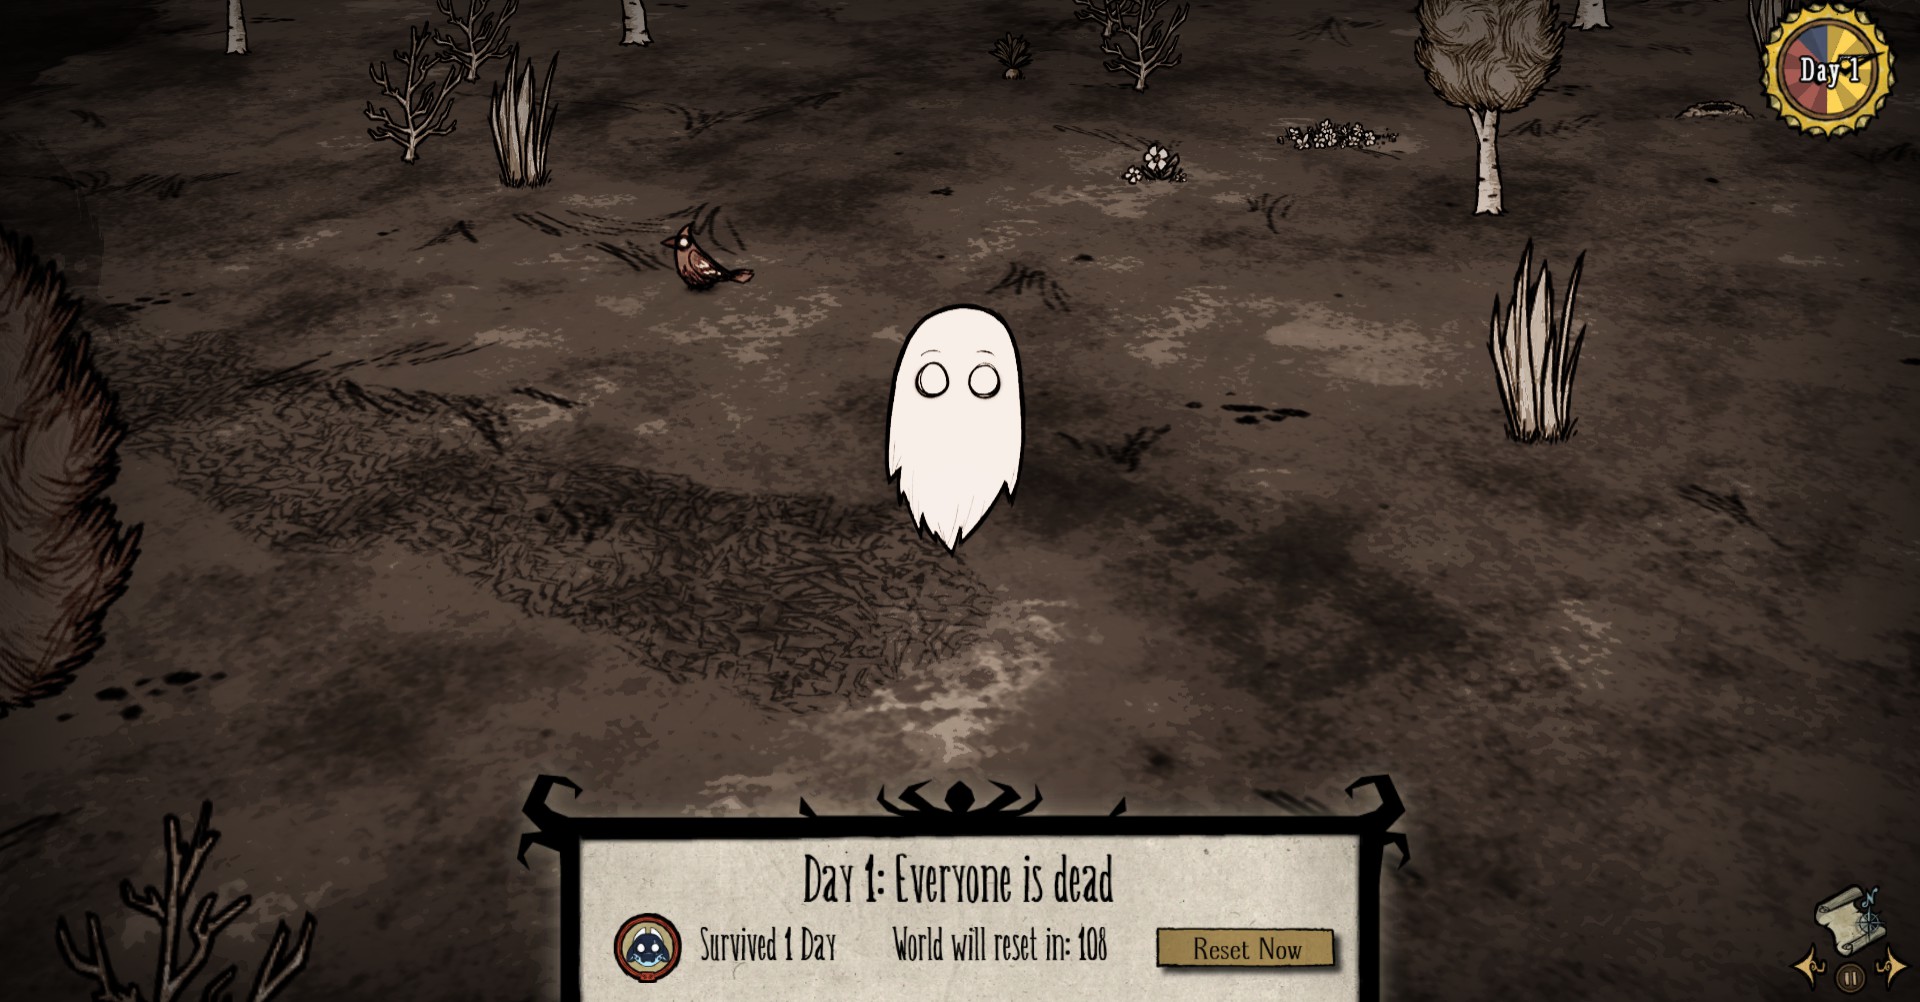 Day 1
Day 1: Everyone is dead
Survived 1 Day
World will reset in: 108
Reset Now
N